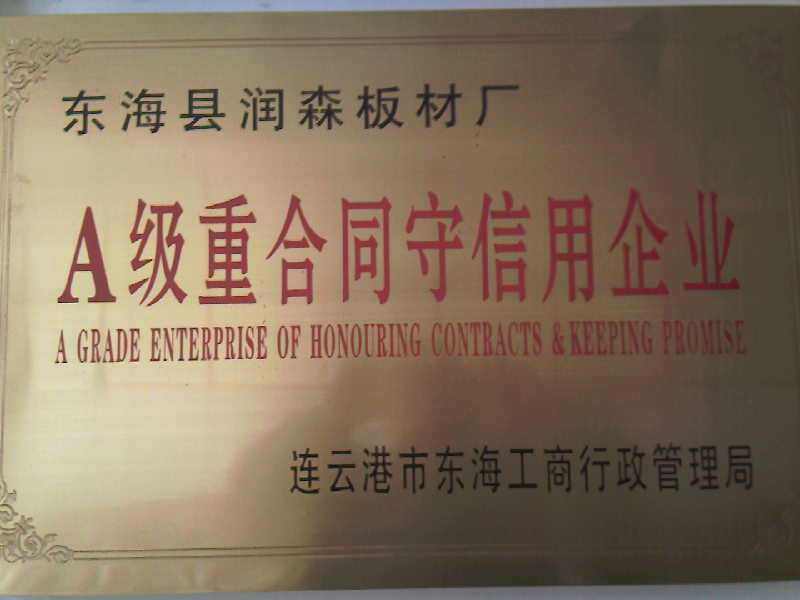 东海县润森板材厂
A级重合同守信用企业
A GRADE ENTERPRISE OF HONOURING CONTRACTS & KEEPING PROMISE
连云港市东海工商行政管理局